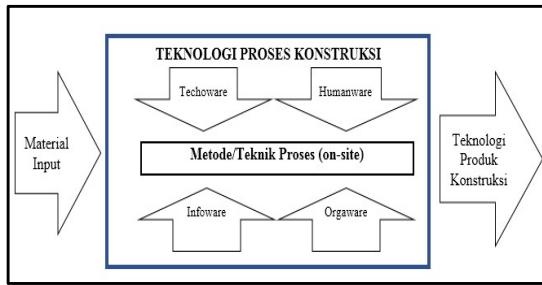 TEKNOLOGI PROSES KONSTRUKSI
Techoware
Humanware
Material
Input
Metode/Teknik Proses (on-site)
Teknologi
Produk
Konstruksi
Infoware
Orgaware